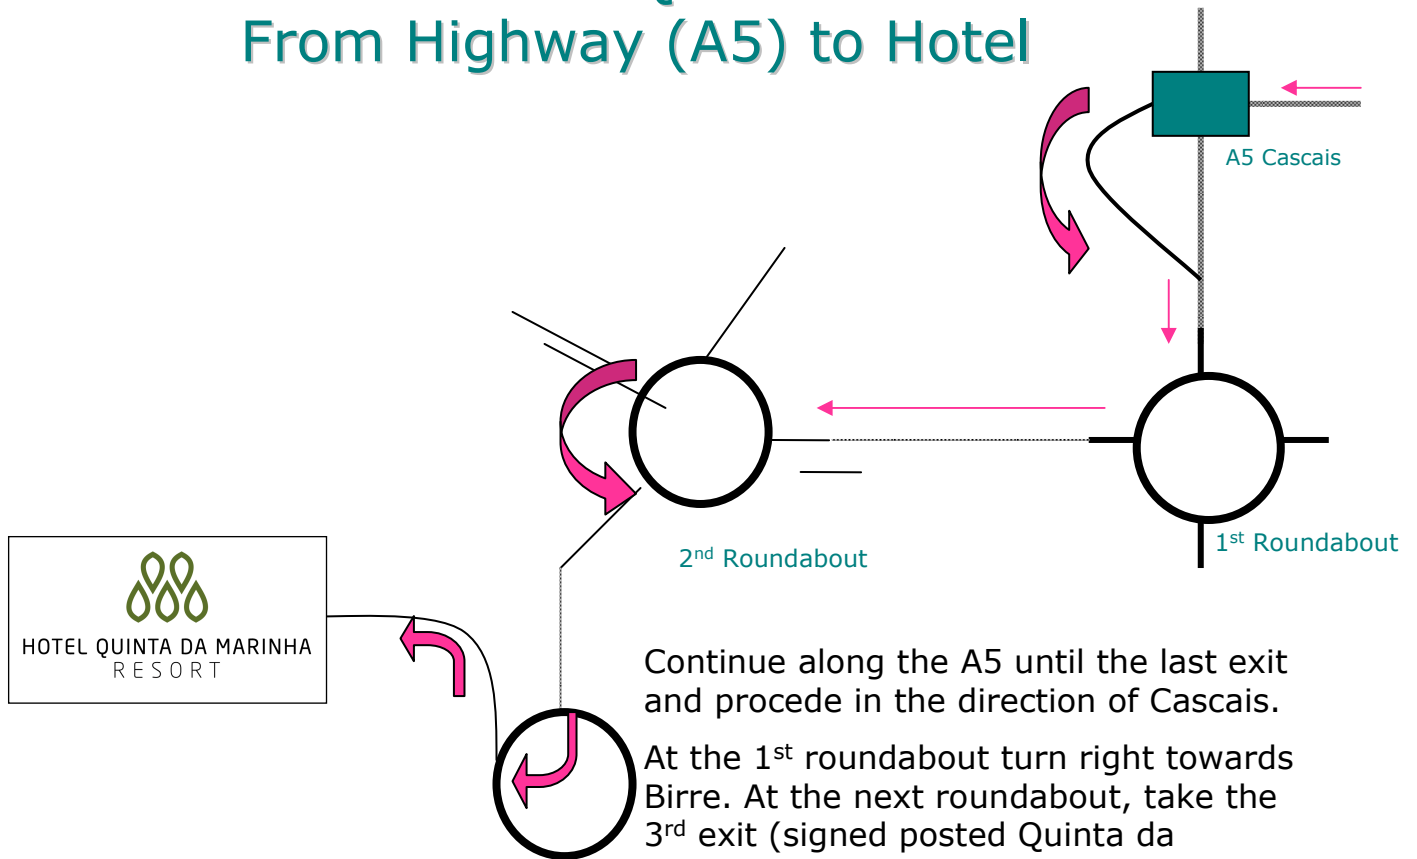 From Highway (A5) to Hotel
A5 Cascais
1st Roundabout
2nd Roundabout
HOTEL QUINTA DA MARINHA
RESORT
Continue along the A5 until the last exit
and procede in the direction of Cascais.
At the 1st roundabout turn right towards
Birre. At the next roundabout, take the
3rd exit (signed posted Quinta da